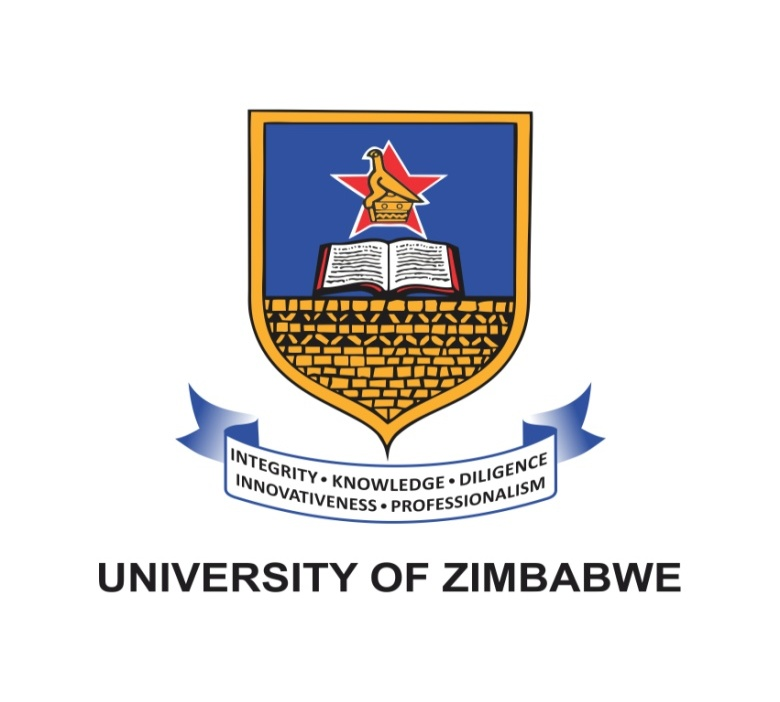 INTEGRITY • KNOWLEDGE • DILIGENCE
INNOVATIVENESS • PROFESSIONALISM
UNIVERSITY OF ZIMBABWE